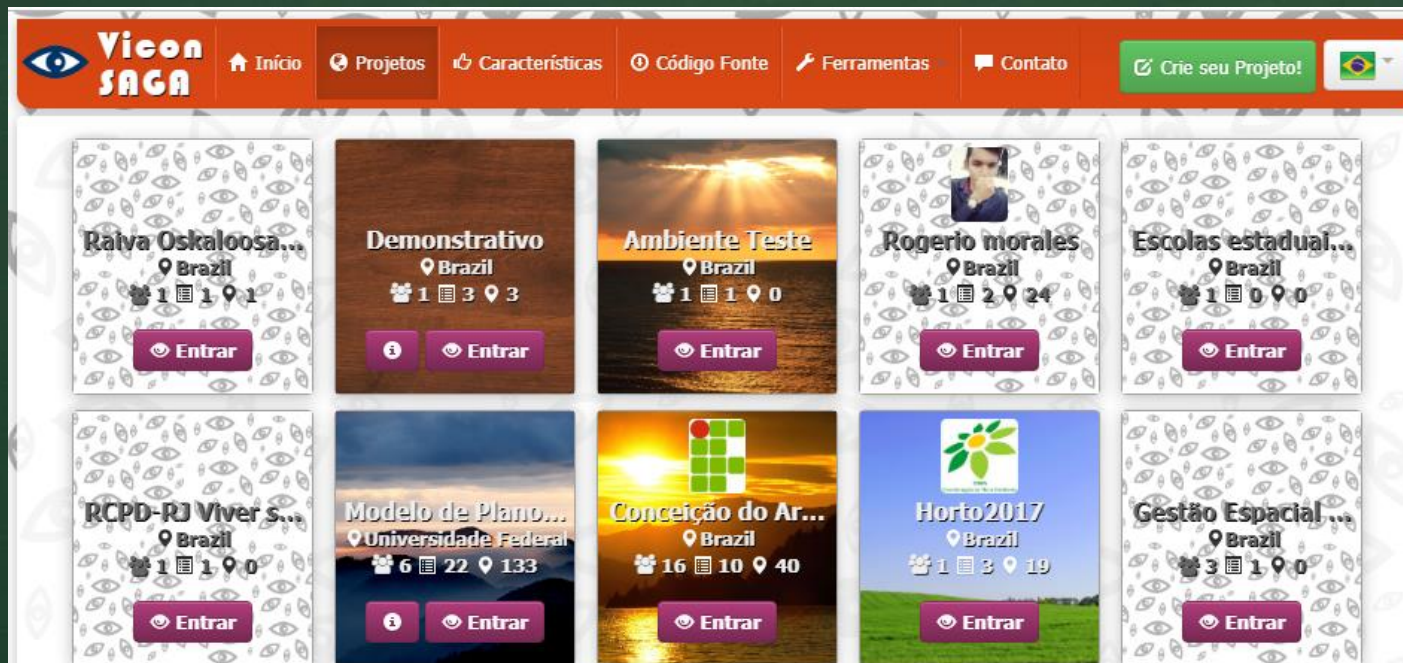 Vicon SAGA
Início Projetos Características Código Fonte Ferramentas Contato Crie seu Projeto!
Raiva Oskaloosa...
Brazil
1 1 1
Entrar
Demonstrativo
Brazil
1 3 3
Entrar
Ambiente Teste
Brazil
1 1 0
Entrar
Rogerio morales
Brazil
1 2 24
Entrar
Escolas estaduai...
Brazil
1 0 0
Entrar
RCPD-RJ Viver s...
Brazil
1 1 0
Entrar
Modelo de Plano...
Universidade Federal
6 22 133
Entrar
Conceição do Ar...
Brazil
16 10 40
Entrar
Horto2017
Brazil
1 3 19
Entrar
Gestão Espacial ...
Brazil
3 1 0
Entrar